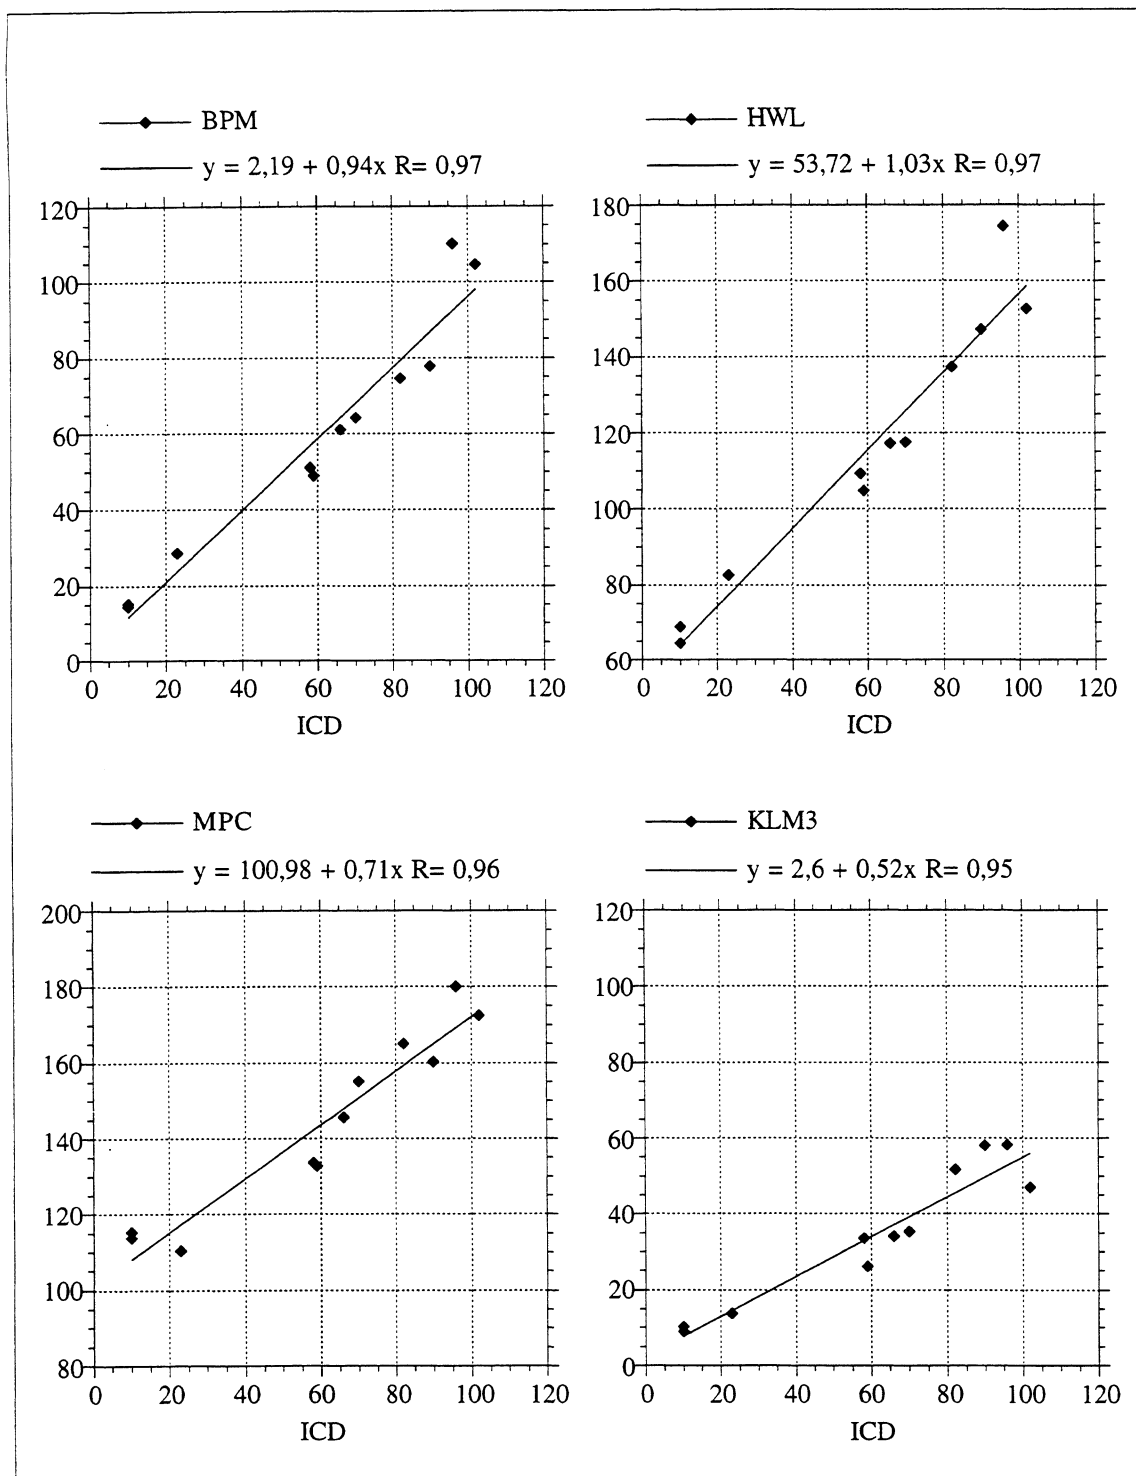 BPM
y = 2,19 + 0,94x R= 0,97
120
100
80
60
40
20
0
0 20 40 60 80 100 120
ICD
HWL
y = 53,72 + 1,03x R= 0,97
180
160
140
120
100
80
60
0 20 40 60 80 100 120
ICD
MPC
y = 100,98 + 0,71x R= 0,96
200
180
160
140
120
100
80
0 20 40 60 80 100 120
ICD
KLM3
y = 2,6 + 0,52x R= 0,95
120
100
80
60
40
20
0
0 20 40 60 80 100 120
ICD